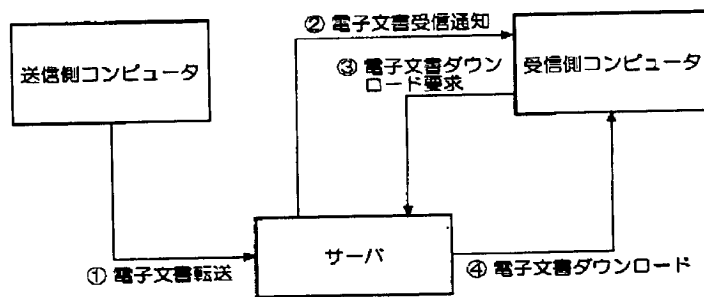 ② 電子文書受信通知
送信側コンピュータ
③ 電子文書ダウン
ロード要求
受信側コンピュータ
サーバ
① 電子文書転送
④ 電子文書ダウンロード